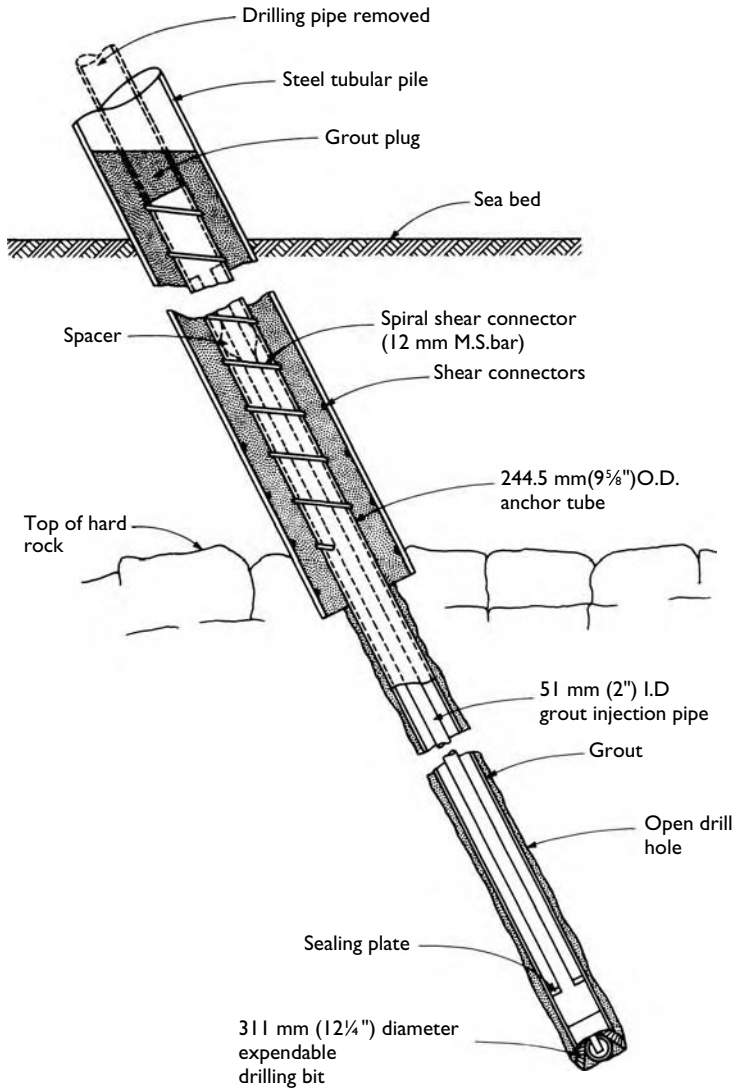 Drilling pipe removed
Steel tubular pile
Grout plug
Sea bed
Spacer
Spiral shear connector
(12 mm M.S.bar)
Shear connectors
244.5 mm(9⅝")O.D.
anchor tube
Top of hard
rock
51 mm (2") I.D
grout injection pipe
Grout
Open drill
hole
Sealing plate
311 mm (12¼") diameter
expendable
drilling bit